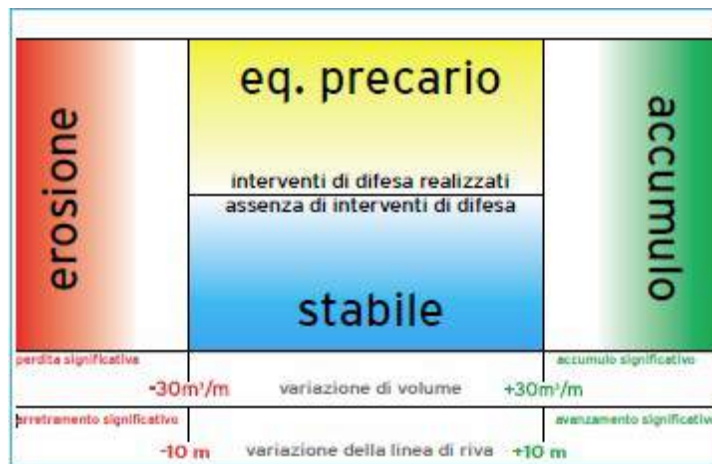 erosione
eq. precario
interventi di difesa realizzati
assenza di interventi di difesa
stabile
accumulo
perdita significativa
accumulo significativo
-30m³/m
variazione di volume
+30m³/m
arretramento significativo
avanzamento significativo
-10 m
variazione della linea di riva
+10 m